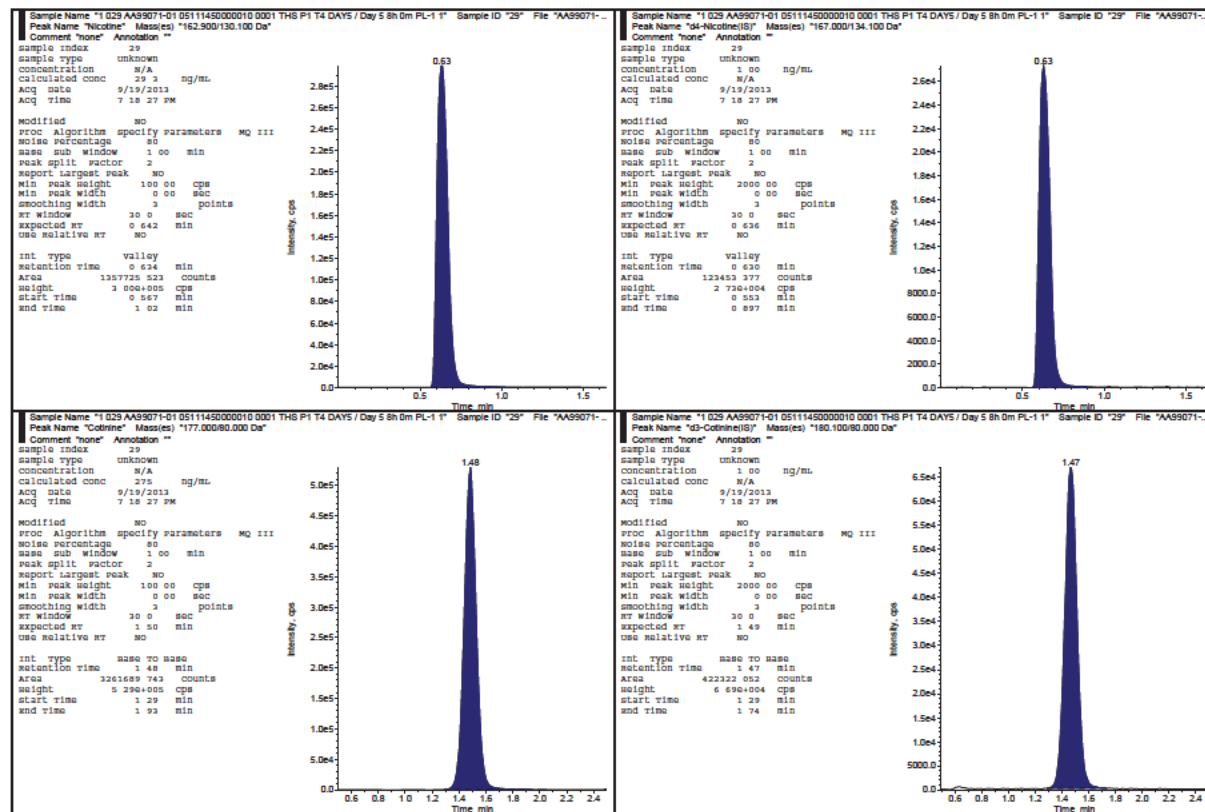 Sample Name "1 029 AA99071-01 05111450000010 0001 THS P1 T4 DAY5 / Day 5 8h 0m PL-1 1" Sample ID "29" File "AA99071-...
Peak Name "Nicotine" Mass(es) "162.900/130.100 Da"
Comment "none" Annotation ""
Sample Index 29
Sample Type Unknown
Concentration N/A
Calculated Conc 29 3 ng/mL
Acq Date 9/19/2013
Acq Time 7 18 27 PM
Modified NO
Proc Algorithm Specify Parameters MQ III
Noise Percentage 80
Base Sub Window 1 00 min
Peak Split Factor 2
Report Largest Peak NO
Min Peak Height 100 00 cps
Min Peak Width 0 00 sec
Smoothing Width 3 points
RT Window 30 0 sec
Expected RT 0 642 min
Use Relative RT NO
Int Type Valley
Retention Time 0 634 min
Area 1357725 523 counts
Height 3 00e+005 cps
Start Time 0 567 min
End Time 1 02 min
0.63
Intensity, cps
2.8e5
2.6e5
2.4e5
2.2e5
2.0e5
1.8e5
1.6e5
1.4e5
1.2e5
1.0e5
8.0e4
6.0e4
4.0e4
2.0e4
0.0
0.5 1.0 1.5
Time min
Sample Name "1 029 AA99071-01 05111450000010 0001 THS P1 T4 DAY5 / Day 5 8h 0m PL-1 1" Sample ID "29" File "AA99071-...
Peak Name "d4-Nicotine(IS)" Mass(es) "167.000/134.100 Da"
Comment "none" Annotation ""
Sample Index 29
Sample Type Unknown
Concentration 1 00 ng/mL
Calculated Conc N/A
Acq Date 9/19/2013
Acq Time 7 18 27 PM
Modified NO
Proc Algorithm Specify Parameters MQ III
Noise Percentage 80
Base Sub Window 1 00 min
Peak Split Factor 2
Report Largest Peak NO
Min Peak Height 2000 00 cps
Min Peak Width 0 00 sec
Smoothing Width 3 points
RT Window 30 0 sec
Expected RT 0 636 min
Use Relative RT NO
Int Type Valley
Retention Time 0 630 min
Area 123453 377 counts
Height 2 73e+004 cps
Start Time 0 553 min
End Time 0 897 min
0.63
Intensity, cps
2.6e4
2.4e4
2.2e4
2.0e4
1.8e4
1.6e4
1.4e4
1.2e4
1.0e4
8000.0
6000.0
4000.0
2000.0
0.0
0.5 1.0 1.5
Time min
Sample Name "1 029 AA99071-01 05111450000010 0001 THS P1 T4 DAY5 / Day 5 8h 0m PL-1 1" Sample ID "29" File "AA99071-...
Peak Name "Cotinine" Mass(es) "177.000/80.000 Da"
Comment "none" Annotation ""
Sample Index 29
Sample Type Unknown
Concentration N/A
Calculated Conc 275 ng/mL
Acq Date 9/19/2013
Acq Time 7 18 27 PM
Modified NO
Proc Algorithm Specify Parameters MQ III
Noise Percentage 80
Base Sub Window 1 00 min
Peak Split Factor 2
Report Largest Peak NO
Min Peak Height 100 00 cps
Min Peak Width 0 00 sec
Smoothing Width 3 points
RT Window 30 0 sec
Expected RT 1 50 min
Use Relative RT NO
Int Type Base To Base
Retention Time 1 48 min
Area 3261689 743 counts
Height 5 29e+005 cps
Start Time 1 29 min
End Time 1 93 min
1.48
Intensity, cps
5.0e5
4.0e5
3.0e5
2.0e5
1.0e5
0.0
0.6 0.8 1.0 1.2 1.4 1.6 1.8 2.0 2.2 2.4
Time min
Sample Name "1 029 AA99071-01 05111450000010 0001 THS P1 T4 DAY5 / Day 5 8h 0m PL-1 1" Sample ID "29" File "AA99071-...
Peak Name "d3-Cotinine(IS)" Mass(es) "180.100/80.000 Da"
Comment "none" Annotation ""
Sample Index 29
Sample Type Unknown
Concentration 1 00 ng/mL
Calculated Conc N/A
Acq Date 9/19/2013
Acq Time 7 18 27 PM
Modified NO
Proc Algorithm Specify Parameters MQ III
Noise Percentage 80
Base Sub Window 1 00 min
Peak Split Factor 2
Report Largest Peak NO
Min Peak Height 2000 00 cps
Min Peak Width 0 00 sec
Smoothing Width 3 points
RT Window 30 0 sec
Expected RT 1 49 min
Use Relative RT NO
Int Type Base To Base
Retention Time 1 47 min
Area 422322 052 counts
Height 6 69e+004 cps
Start Time 1 29 min
End Time 1 74 min
1.47
Intensity, cps
6.5e4
6.0e4
5.5e4
5.0e4
4.5e4
4.0e4
3.5e4
3.0e4
2.5e4
2.0e4
1.5e4
1.0e4
5000.0
0.0
0.6 0.8 1.0 1.2 1.4 1.6 1.8 2.0 2.2 2.4
Time min